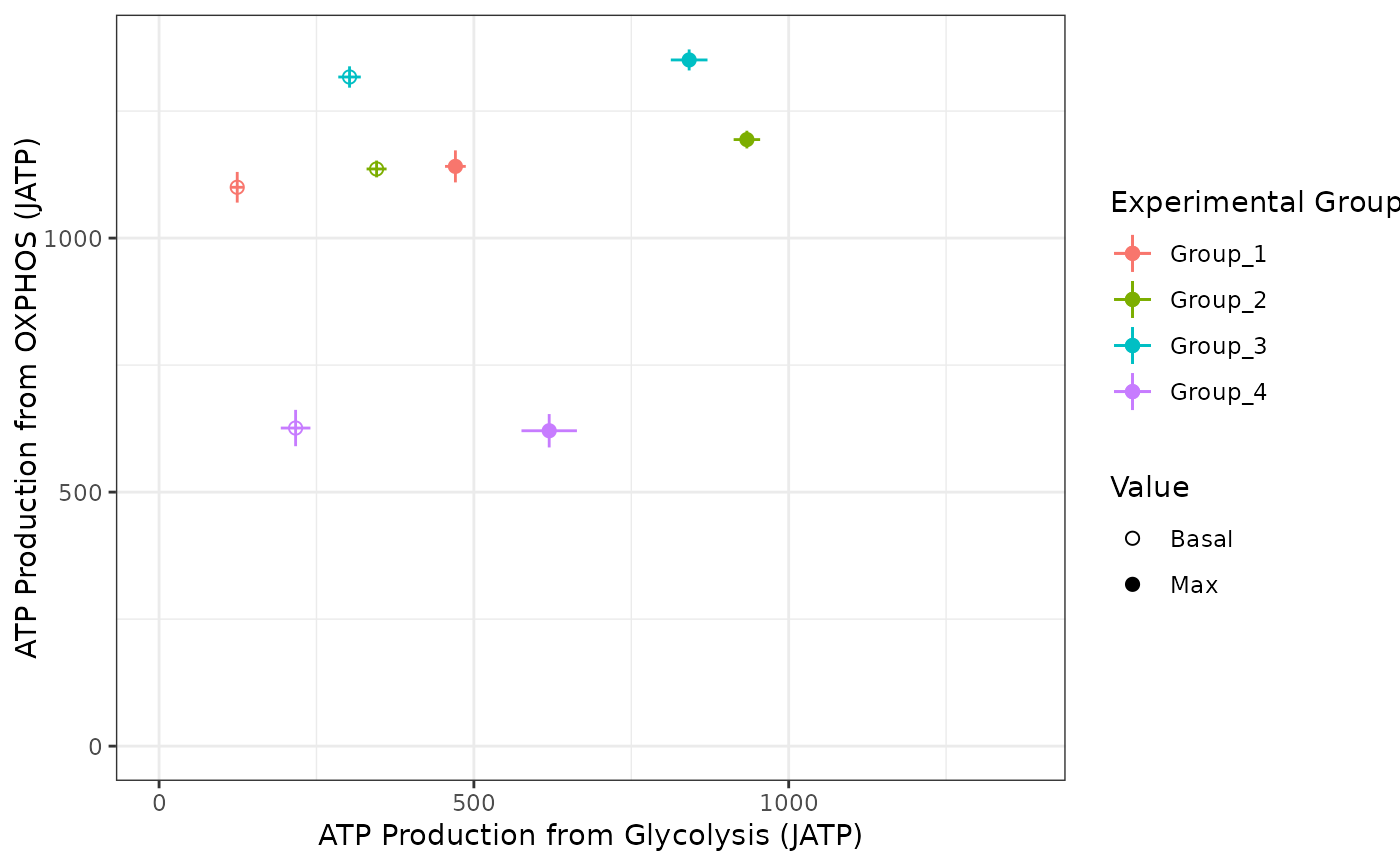 ATP Production from OXPHOS (JATP)
1000
500
0
0
500
1000
ATP Production from Glycolysis (JATP)
Experimental Group
Group_1
Group_2
Group_3
Group_4
Value
Basal
Max